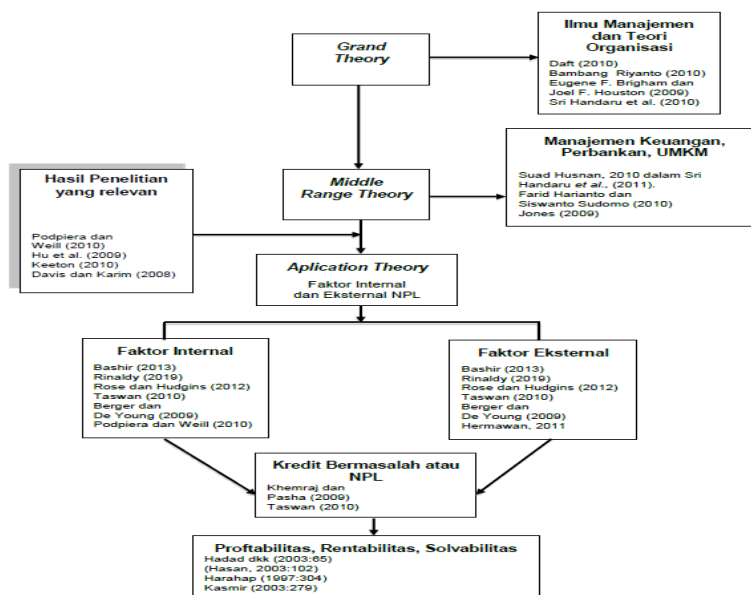 Grand
Theory
Ilmu Manajemen
dan Teori
Organisasi
Daft (2010)
Bambang Riyanto (2010)
Eugene F. Brigham dan
Joel F. Houston (2009)
Sri Handaru et al. (2010)
Manajemen Keuangan,
Perbankan, UMKM
Suad Husnan, 2010 dalam Sri
Handaru et al., (2011).
Farid Harianto dan
Siswanto Sudomo (2010)
Jones (2009)
Hasil Penelitian
yang relevan
Podpiera dan
Weill (2010)
Hu et al. (2009)
Keeton (2010)
Davis dan Karim (2008)
Middle
Range Theory
Aplication Theory
Faktor Internal
dan Eksternal NPL
Faktor Internal
Bashir (2013)
Rinaldy (2019)
Rose dan Hudgins (2012)
Taswan (2010)
Berger dan
De Young (2009)
Podpiera dan Weill (2010)
Faktor Eksternal
Bashir (2013)
Rinaldy (2019)
Rose dan Hudgins (2012)
Taswan (2010)
Berger dan
De Young (2009)
Hermawan, 2011
Kredit Bermasalah atau
NPL
Khemraj dan
Pasha (2009)
Taswan (2010)
Proftabilitas, Rentabilitas, Solvabilitas
Hadad dkk (2003:65)
(Hasan, 2003:102)
Harahap (1997:304)
Kasmir (2003:279)